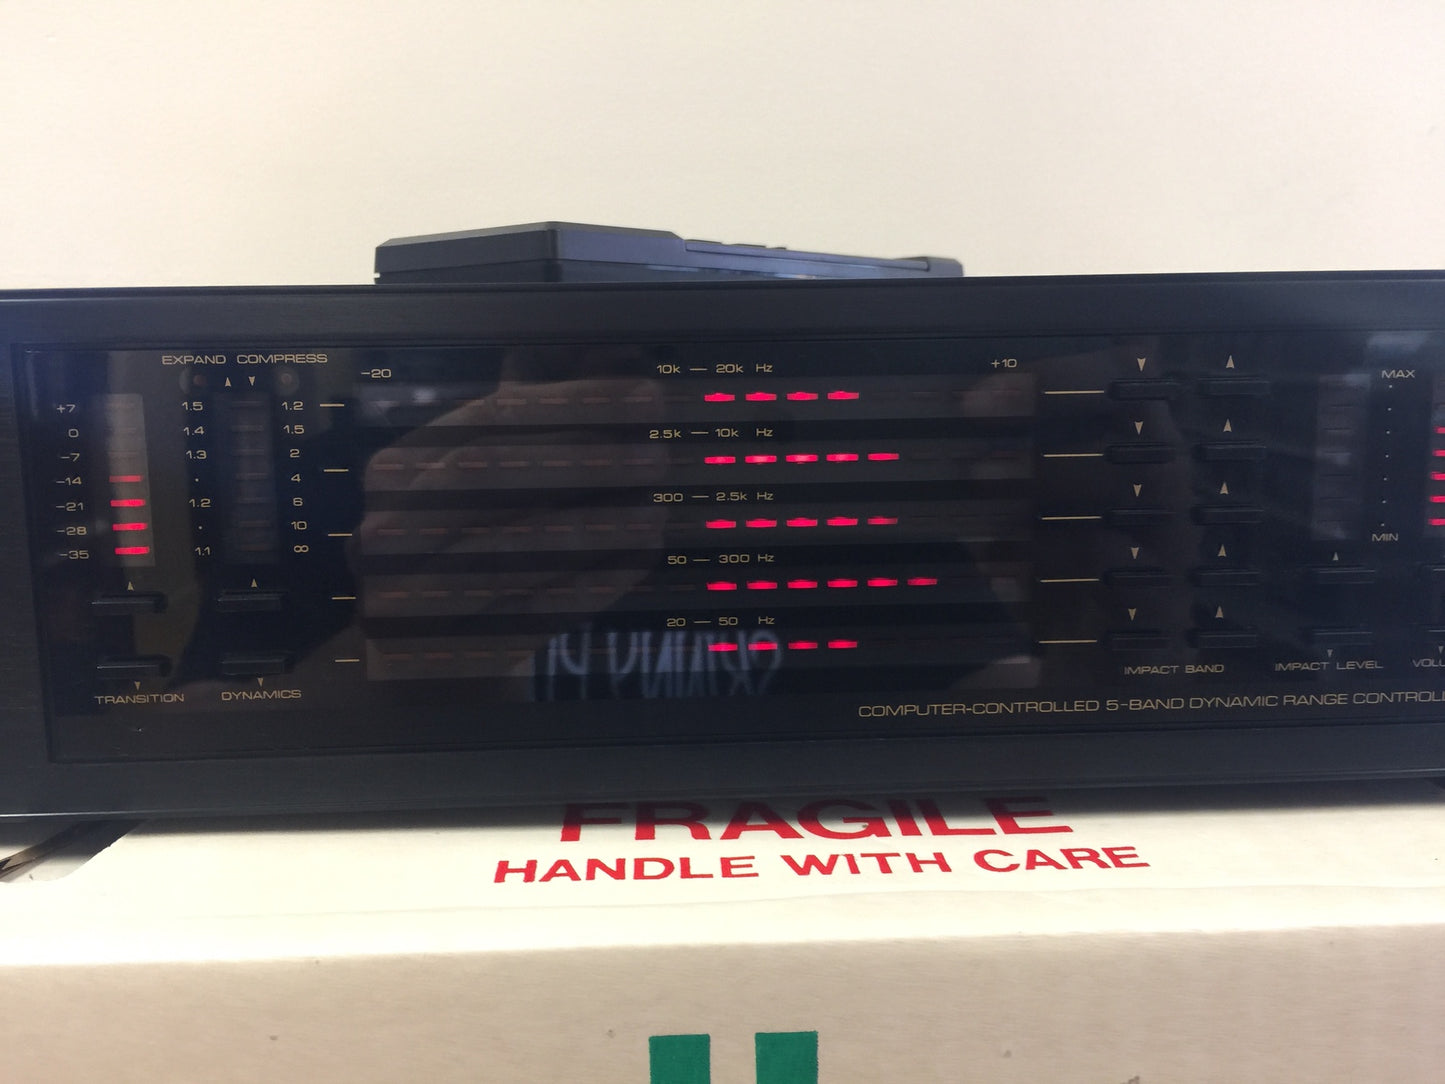 EXPAND COMPRESS
-20
10k — 20k Hz
+10
MAX
+7
1.5
1.2
0
1.4
1.5
2.5k — 10k Hz
-7
1.3
2
-14
4
300 — 2.5k Hz
-21
1.2
6
-28
10
MIN
-35
1.1
∞
50 — 300 Hz
20 — 50 Hz
TRANSITION
DYNAMICS
IMPACT BAND
IMPACT LEVEL
VOLU
COMPUTER-CONTROLLED 5-BAND DYNAMIC RANGE CONTROLL
FRAGILE
HANDLE WITH CARE